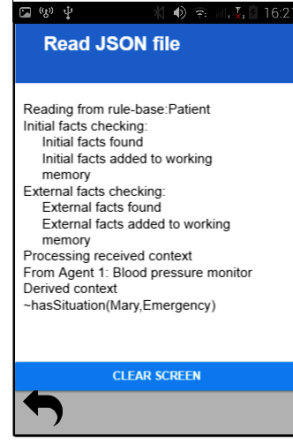 16:27
Read JSON file
Reading from rule-base:Patient
Initial facts checking:
Initial facts found
Initial facts added to working
memory
External facts checking:
External facts found
External facts added to working
memory
Processing received context
From Agent 1: Blood pressure monitor
Derived context
~hasSituation(Mary,Emergency)
CLEAR SCREEN